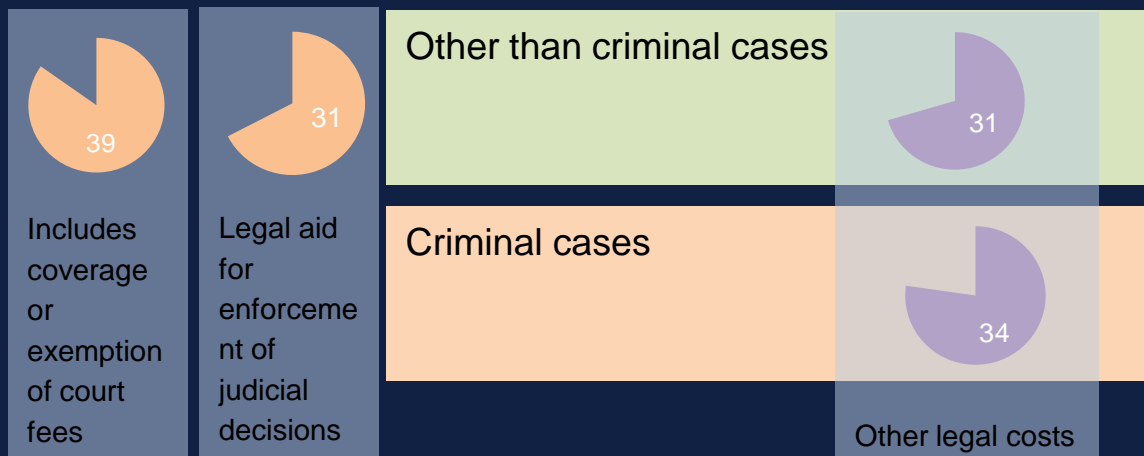 39
Includes
coverage
or
exemption
of court
fees
31
Legal aid
for
enforceme
nt of
judicial
decisions
Other than criminal cases
31
Criminal cases
34
Other legal costs